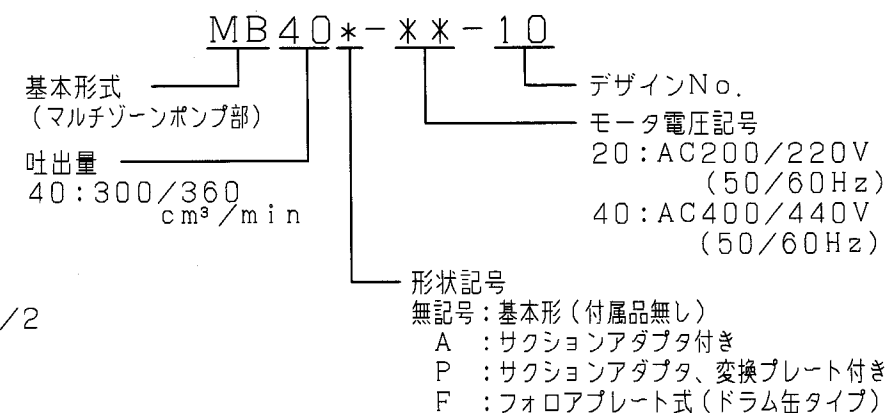 MB40*-**-10
基本形式
(マルチゾーンポンプ部)
吐出量
40:300/360
cm³/min
デザインNo.
モータ電圧記号
20:AC200/220V
(50/60Hz)
40:AC400/440V
(50/60Hz)
/2
形状記号
無記号:基本形(付属品無し)
A :サクションアダプタ付き
P :サクションアダプタ、変換プレート付き
F :フォロアプレート式(ドラム缶タイプ)